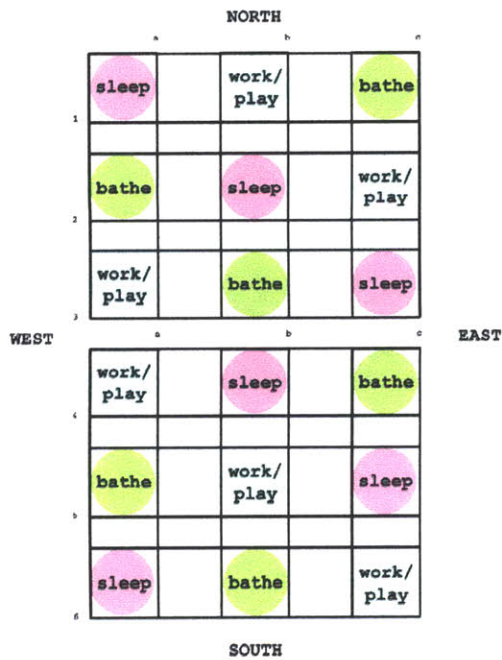 NORTH
a b c
sleep work/ bathe
play
1
bathe sleep work/
play
2
work/ bathe sleep
play
3
WEST a b c EAST
work/ sleep bathe
play
4
bathe work/ sleep
play
5
sleep bathe work/
play
6
SOUTH